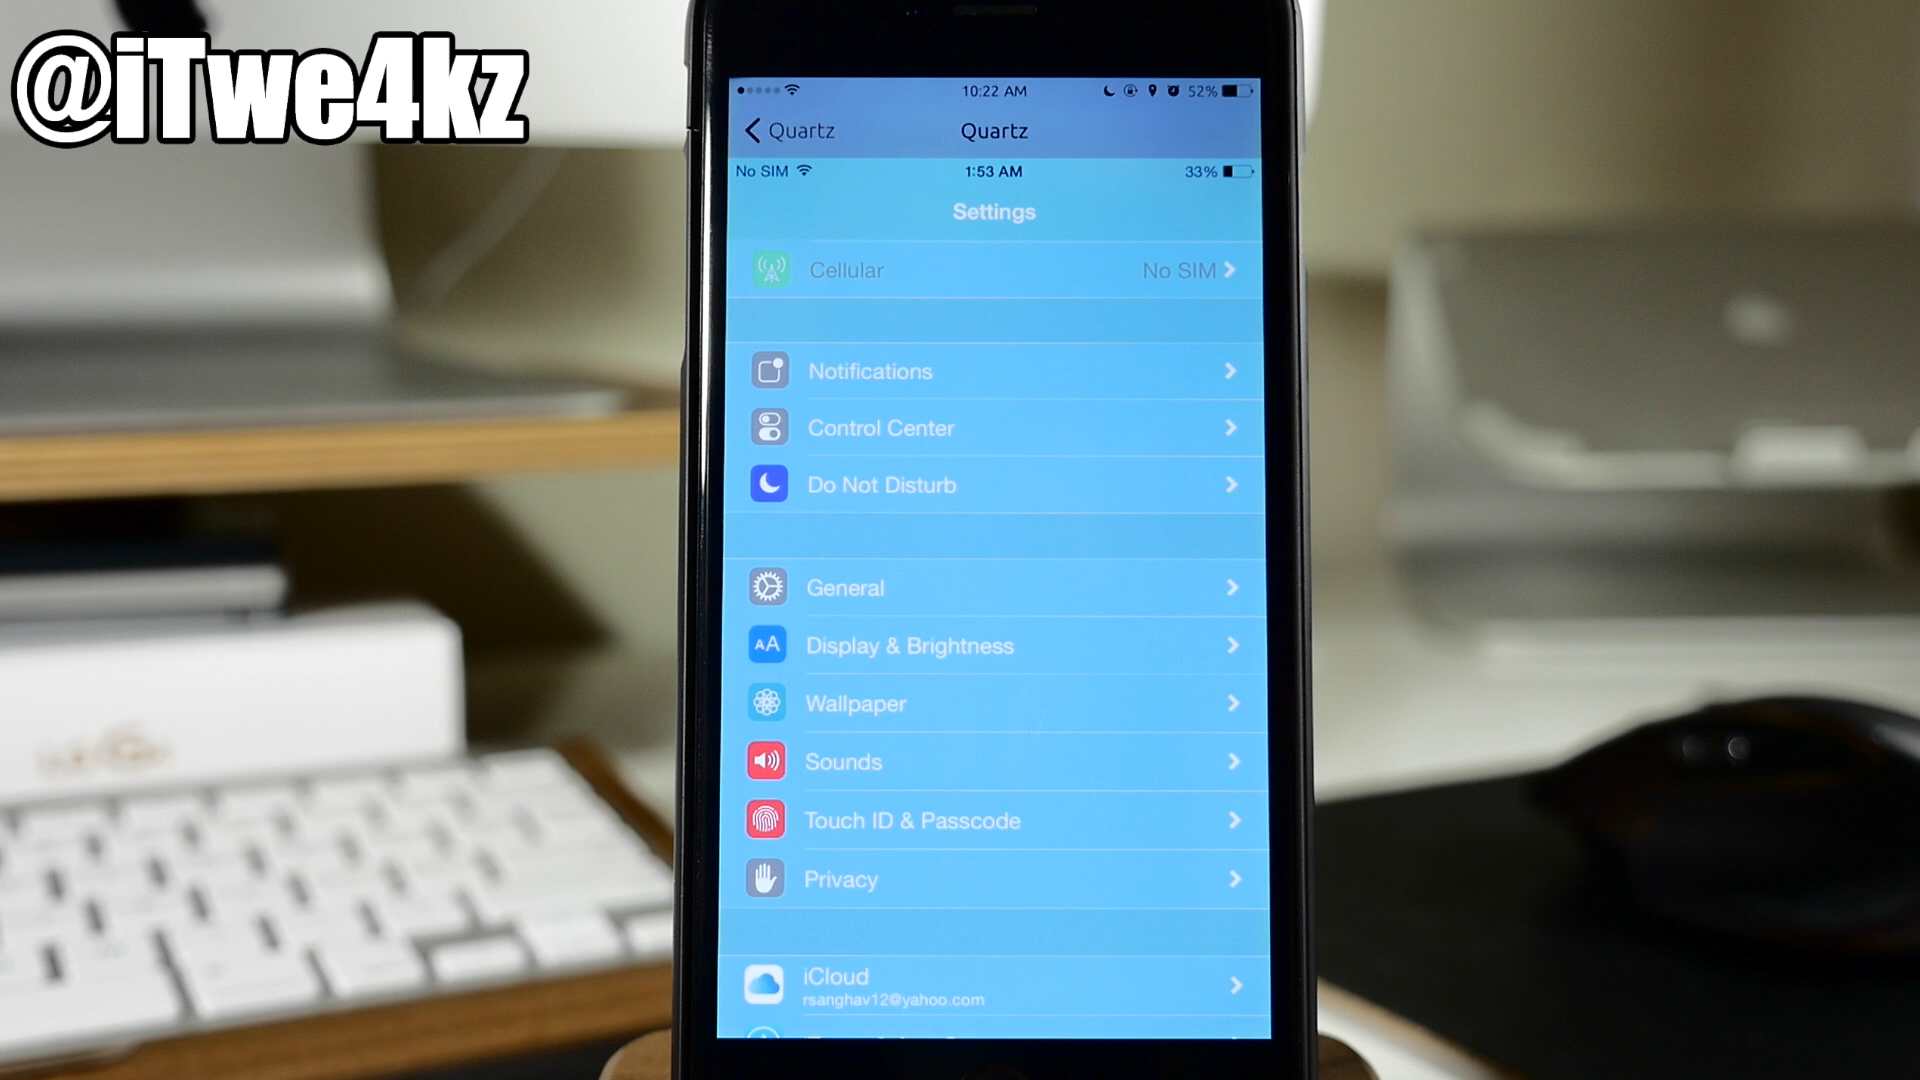 @iTwe4kz
10:22 AM 52%
Quartz Quartz
No SIM 1:53 AM 33%
Settings
Cellular No SIM
Notifications
Control Center
Do Not Disturb
General
AA Display & Brightness
Wallpaper
Sounds
Touch ID & Passcode
Privacy
iCloud
rsanghav12@yahoo.com